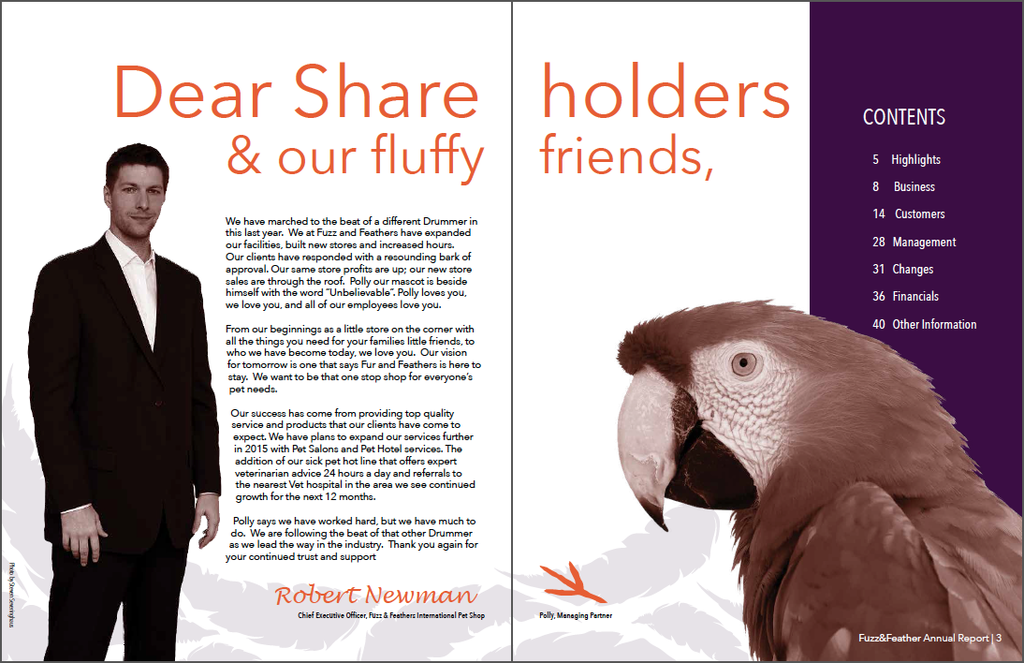 Dear Share holders
& our fluffy friends,
We have marched to the beat of a different Drummer in
this last year.  We at Fuzz and Feathers have expanded
our facilities, built new stores and increased hours.
Our clients have responded with a resounding bark of
approval. Our same store profits are up; our new store
sales are through the roof.  Polly our mascot is beside
himself with the word "Unbelievable". Polly loves you,
we love you, and all of our employees love you.
From our beginnings as a little store on the corner with
all the things you need for your families little friends, to
who we have become today, we love you.  Our vision
for tomorrow is one that says Fur and Feathers is here to
stay.  We want to be that one stop shop for everyone's
pet needs.
Our success has come from providing top quality
service and products that our clients have come to
expect. We have plans to expand our services further
in 2015 with Pet Salons and Pet Hotel services. The
addition of our sick pet hot line that offers expert
veterinarian advice 24 hours a day and referrals to
the nearest Vet hospital in the area we see continued
growth for the next 12 months.
Polly says we have worked hard, but we have much to
do.  We are following the beat of that other Drummer
as we lead the way in the industry.  Thank you again for
your continued trust and support
Robert Newman
Chief Executive Officer, Fuzz & Feathers International Pet Shop
Polly, Managing Partner
CONTENTS
5 Highlights
8 Business
14 Customers
28 Management
31 Changes
36 Financials
40 Other Information
Fuzz&Feather Annual Report | 3